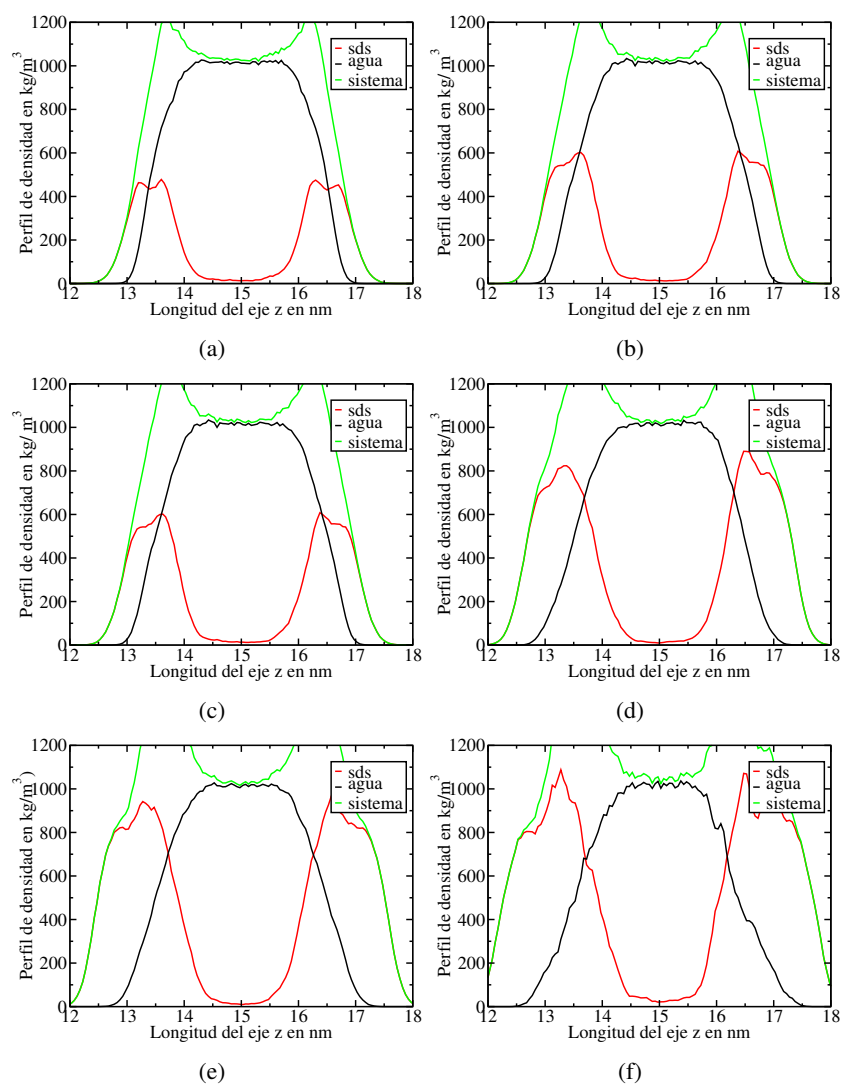 Perfil de densidad en kg/m³
1200
1000
800
600
400
200
0
12 13 14 15 16 17 18
Longitud del eje z en nm
sds
agua
sistema
(a)
Perfil de densidad en kg/ m³
1200
1000
800
600
400
200
0
12 13 14 15 16 17 18
Longitud del eje z en nm
sds
agua
sistema
(b)
Perfil de densidad en kg/ m³
1200
1000
800
600
400
200
0
12 13 14 15 16 17 18
Longitud del eje z en nm
sds
agua
sistema
(c)
Perfil de densidad en kg/m³
1200
1000
800
600
400
200
0
12 13 14 15 16 17 18
Longitud del eje z en nm
sds
agua
sistema
(d)
Perfil de densidad en kg/m³)
1200
1000
800
600
400
200
0
12 13 14 15 16 17 18
Longitud del eje z en nm
sds
agua
sistema
(e)
Perfil de densidad en kg/m³
1200
1000
800
600
400
200
0
12 13 14 15 16 17 18
Longitud del eje z en nm
sds
agua
sistema
(f)